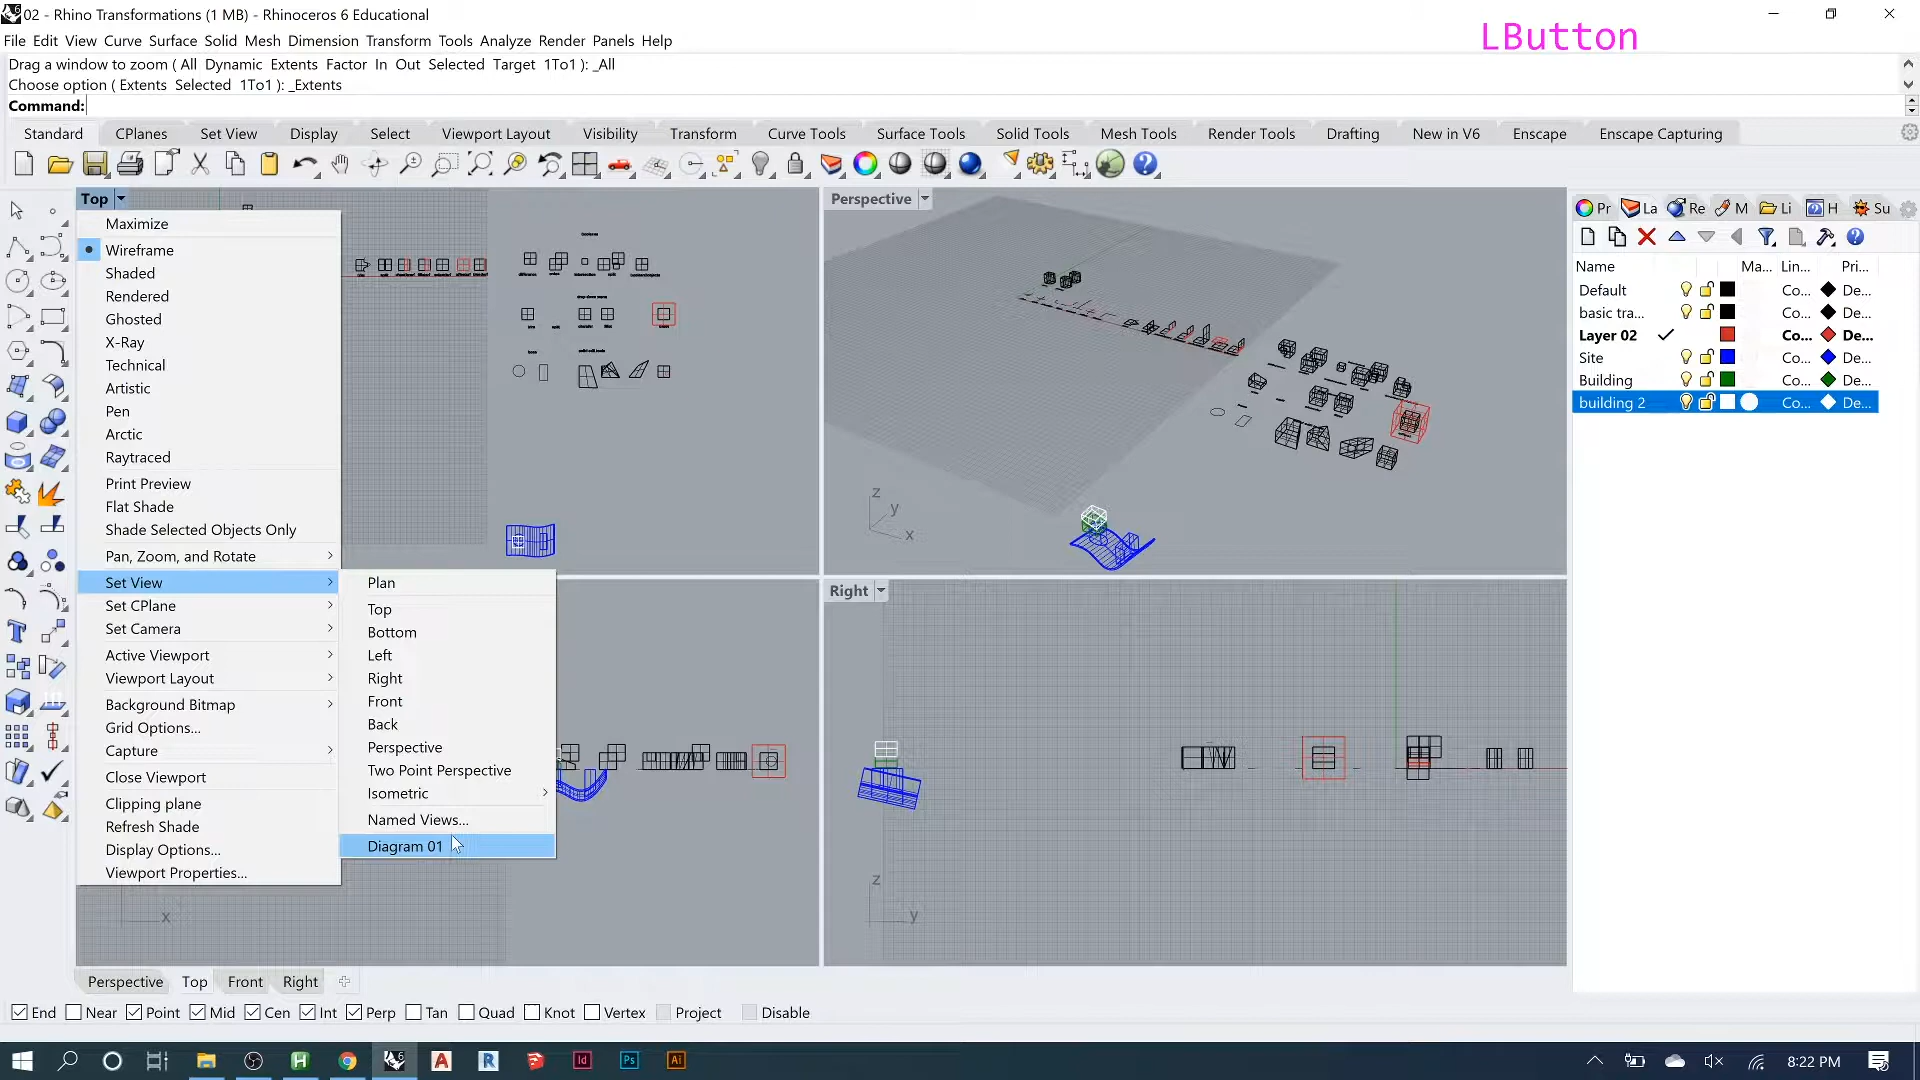 02 - Rhino Transformations (1 MB) - Rhinoceros 6 Educational
LButton
File Edit View Curve Surface Solid Mesh Dimension Transform Tools Analyze Render Panels Help
Drag a window to zoom ( All Dynamic Extents Factor In Out Selected Target 1To1 ): _All
Choose option ( Extents Selected 1To1 ): _Extents
Command:
Standard CPlanes Set View Display Select Viewport Layout Visibility Transform Curve Tools Surface Tools Solid Tools Mesh Tools Render Tools Drafting New in V6 Enscape Enscape Capturing
Top
Maximize
Wireframe
Shaded
Rendered
Ghosted
X-Ray
Technical
Artistic
Pen
Arctic
Raytraced
Print Preview
Flat Shade
Shade Selected Objects Only
Pan, Zoom, and Rotate
Set View
Set CPlane
Set Camera
Active Viewport
Viewport Layout
Background Bitmap
Grid Options...
Capture
Close Viewport
Clipping plane
Refresh Shade
Display Options...
Viewport Properties...
Plan
Top
Bottom
Left
Right
Front
Back
Perspective
Two Point Perspective
Isometric
Named Views...
Diagram 01
x
Perspective
z
y
x
Right
z
y
Pr La Re M Li H Su
Name Ma... Lin... Pri...
Default Co... De...
basic tra... Co... De...
Layer 02 Co... De...
Site Co... De...
Building Co... De...
building 2 Co... De...
Perspective Top Front Right
End Near Point Mid Cen Int Perp Tan Quad Knot Vertex Project Disable
8:22 PM